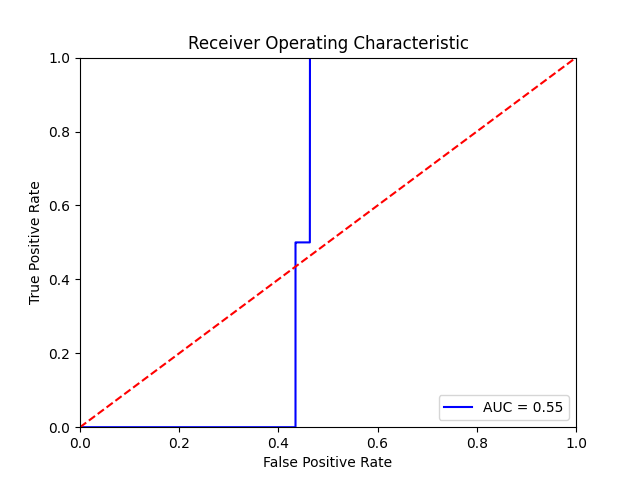 Receiver Operating Characteristic
1.0
0.8
0.6
0.4
0.2
0.0
True Positive Rate
AUC = 0.55
0.0 0.2 0.4 0.6 0.8 1.0
False Positive Rate